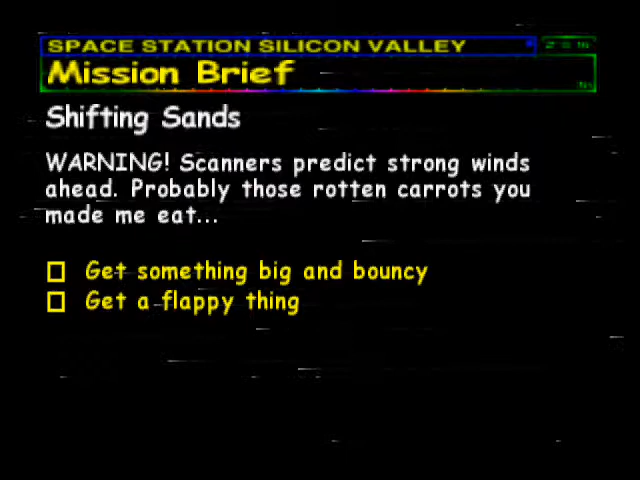 SPACE STATION SILICON VALLEY
Mission Brief
Shifting Sands
WARNING! Scanners predict strong winds
ahead. Probably those rotten carrots you
made me eat...
Get something big and bouncy
Get a flappy thing